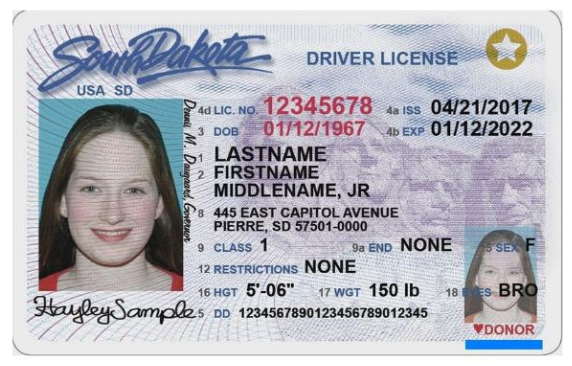 South Dakota
DRIVER LICENSE
USA SD
4d LIC. NO. 12345678 4a ISS 04/21/2017
3 DOB 01/12/1967 4b EXP 01/12/2022
1 LASTNAME
2 FIRSTNAME
MIDDLENAME, JR
8 445 EAST CAPITOL AVENUE
PIERRE, SD 57501-0000
9 CLASS 1 9a END NONE 15 SEX F
12 RESTRICTIONS NONE
16 HGT 5'-06" 17 WGT 150 lb 18 EYES BRO
5 DD 1234567890123456789012345
Dennis M. Daugaard, Governor
Hayley Sample
DONOR